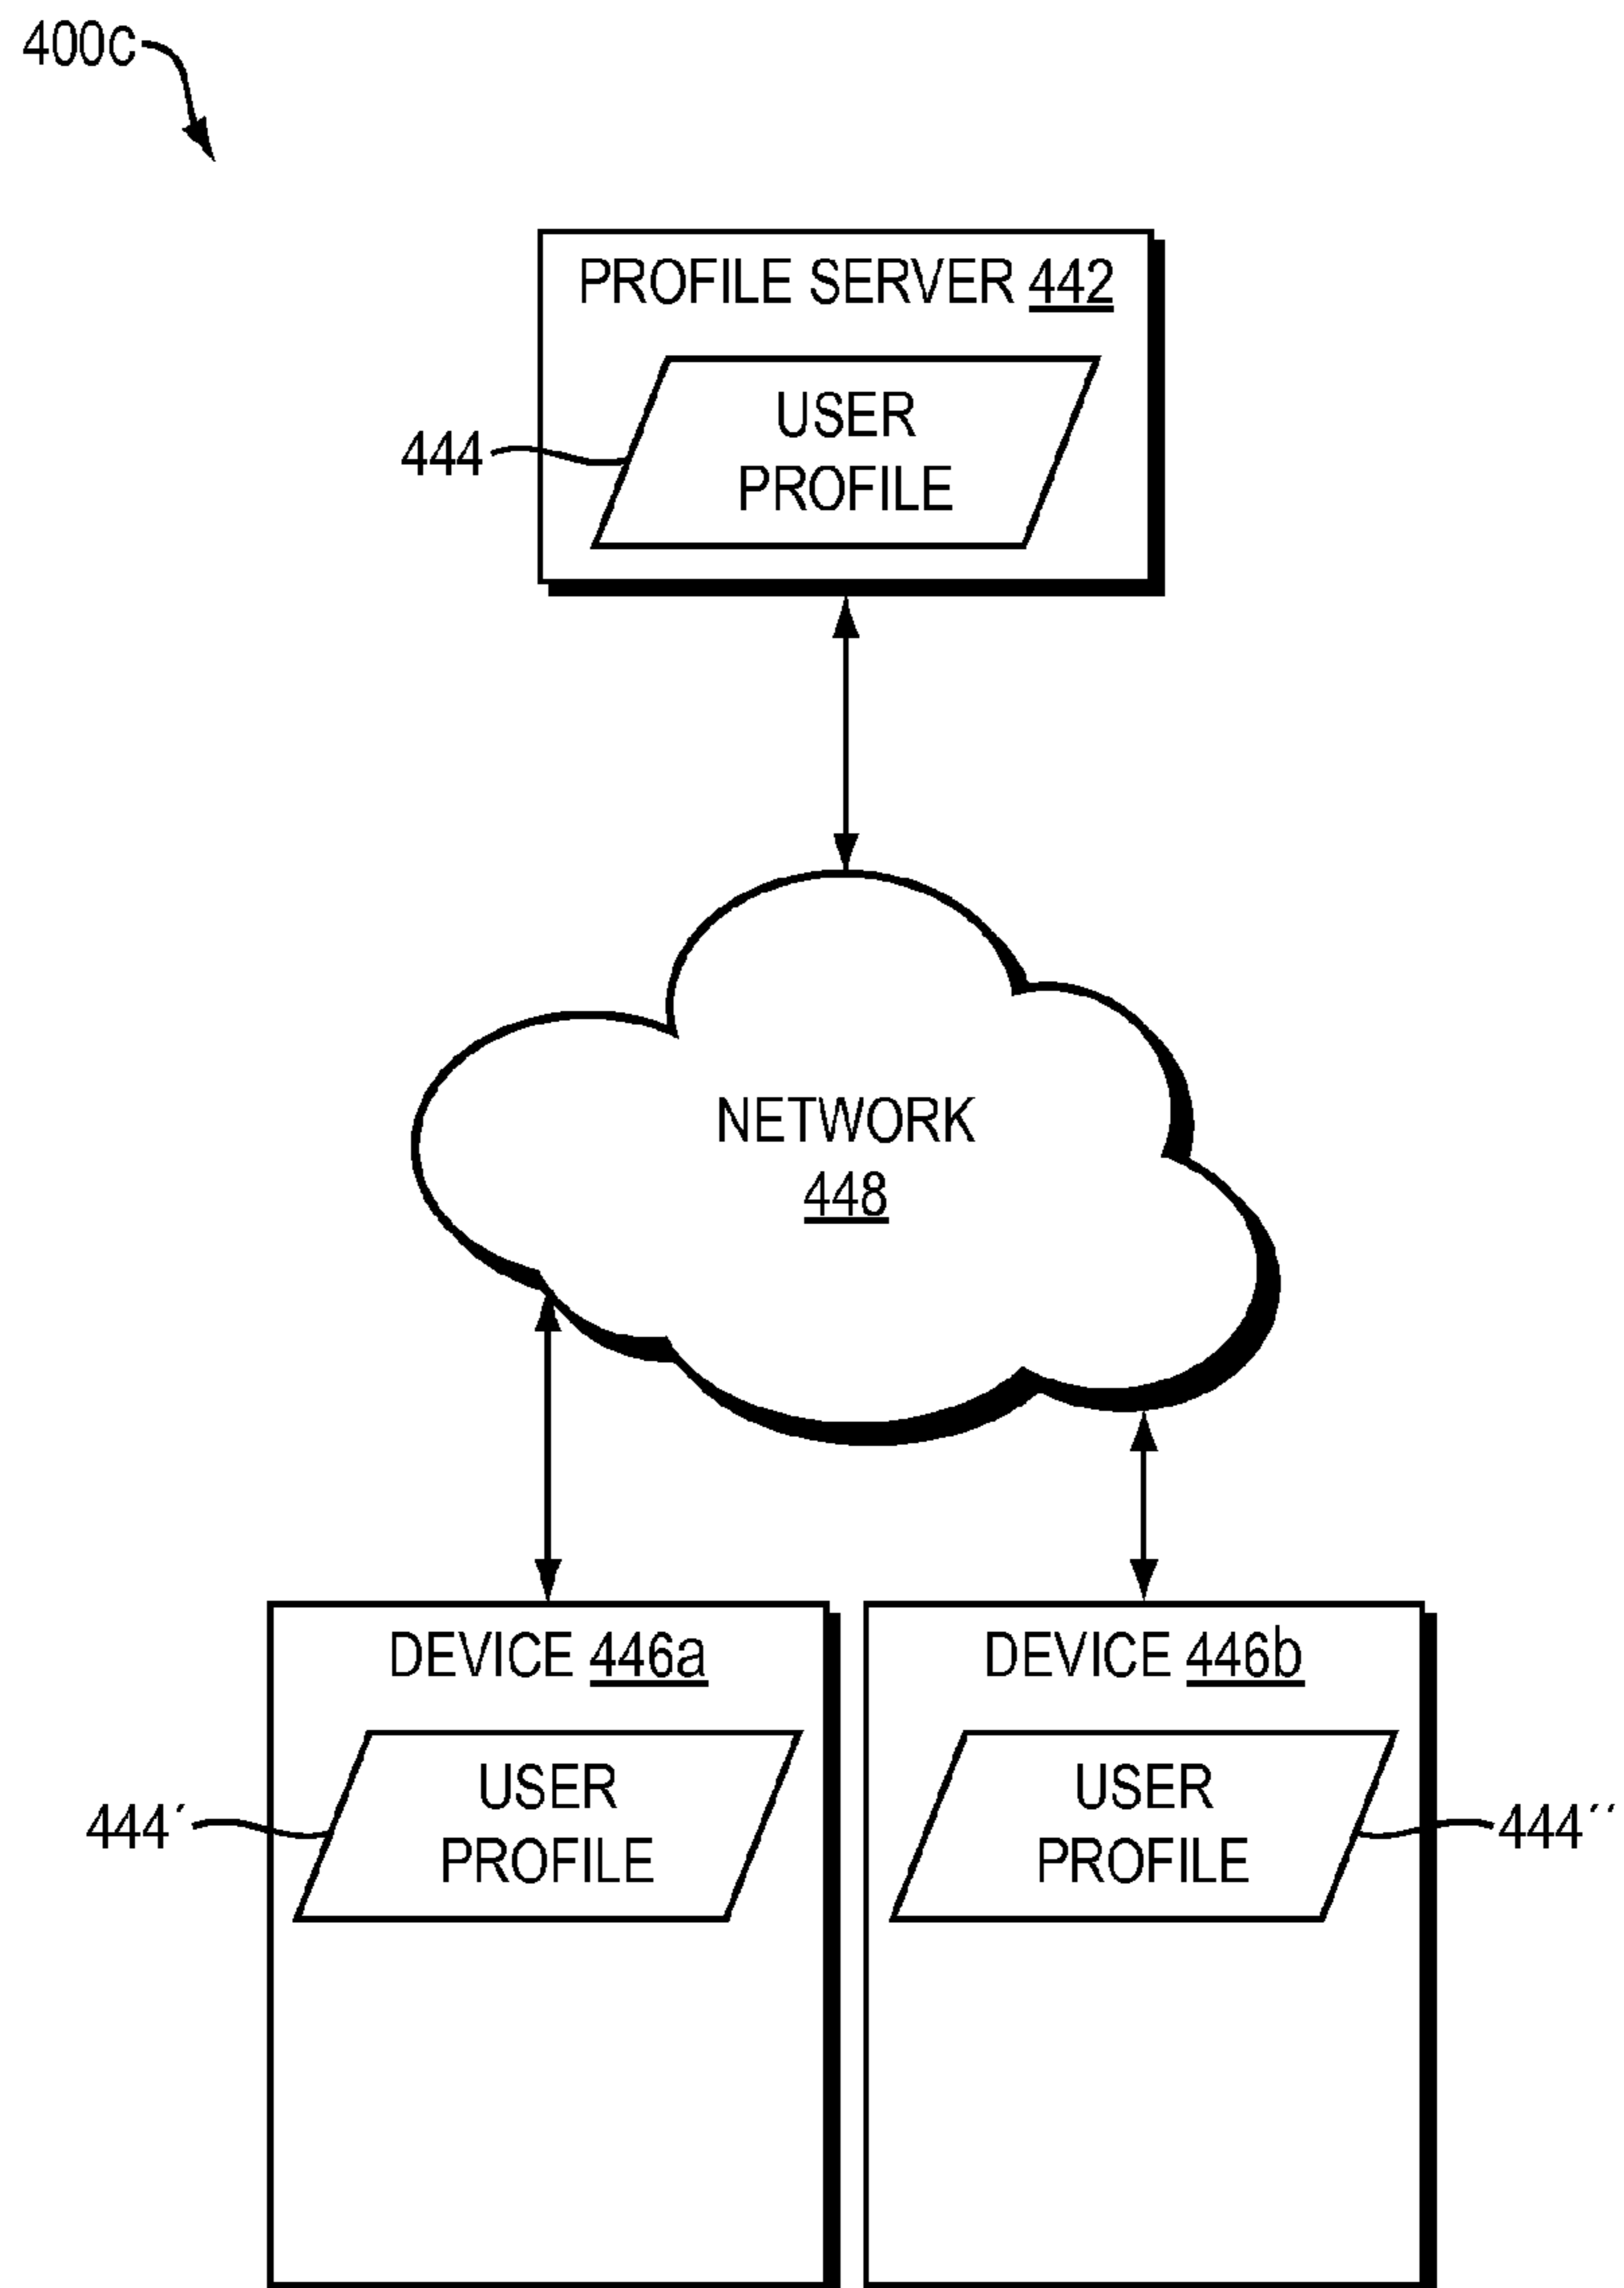 400c
PROFILE SERVER 442
USER
PROFILE
444
NETWORK
448
DEVICE 446a
USER
PROFILE
444´
DEVICE 446b
USER
PROFILE
444´´